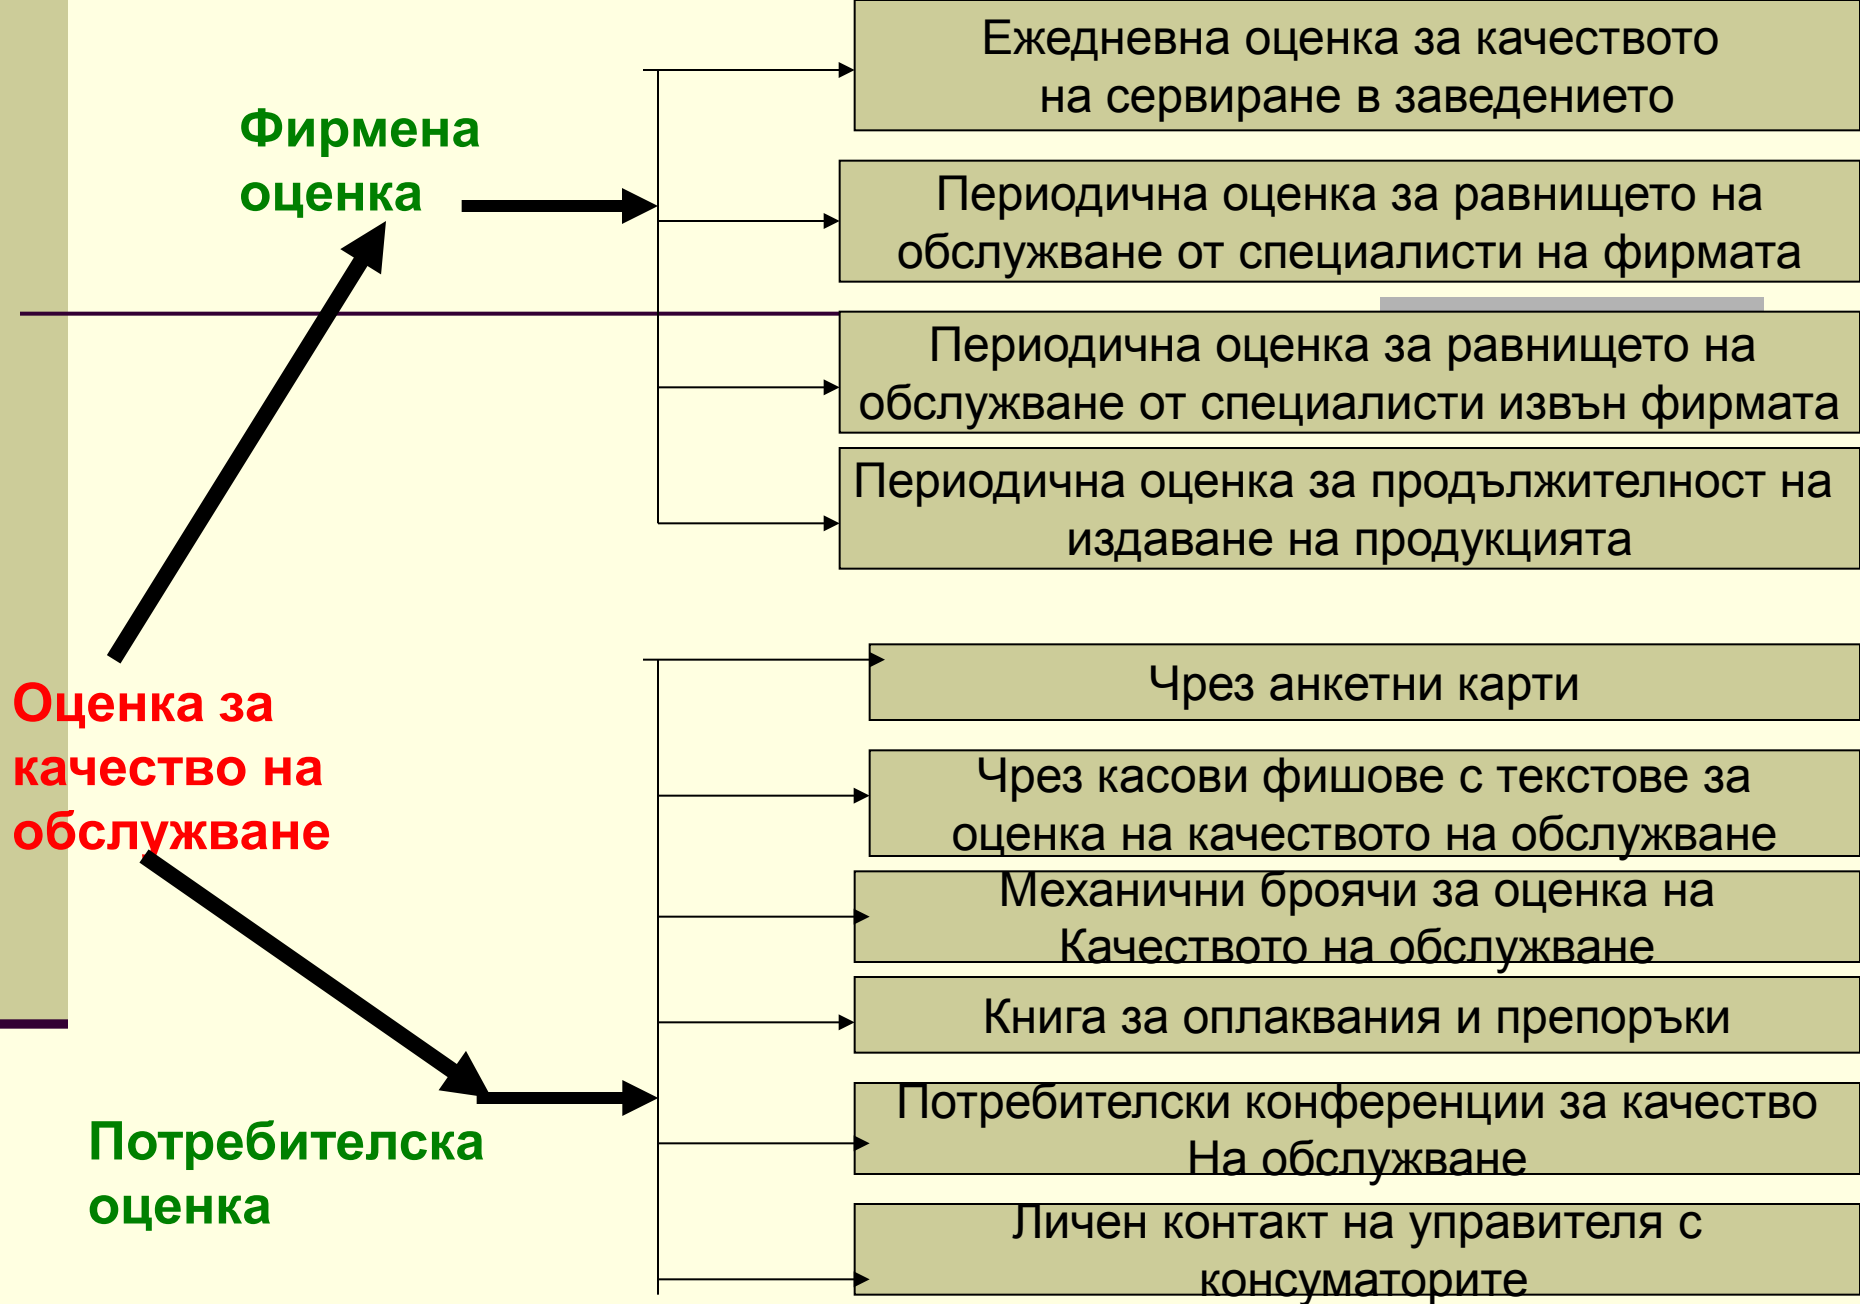 Ежедневна оценка за качеството
на сервиране в заведението
Фирмена
оценка
Периодична оценка за равнището на
обслужване от специалисти на фирмата
Периодична оценка за равнището на
обслужване от специалисти извън фирмата
Периодична оценка за продължителност на
издаване на продукцията
Оценка за
качество на
обслужване
Чрез анкетни карти
Чрез касови фишове с текстове за
оценка на качеството на обслужване
Механични броячи за оценка на
Качеството на обслужване
Книга за оплаквания и препоръки
Потребителска
оценка
Потребителски конференции за качество
На обслужване
Личен контакт на управителя с
консуматорите